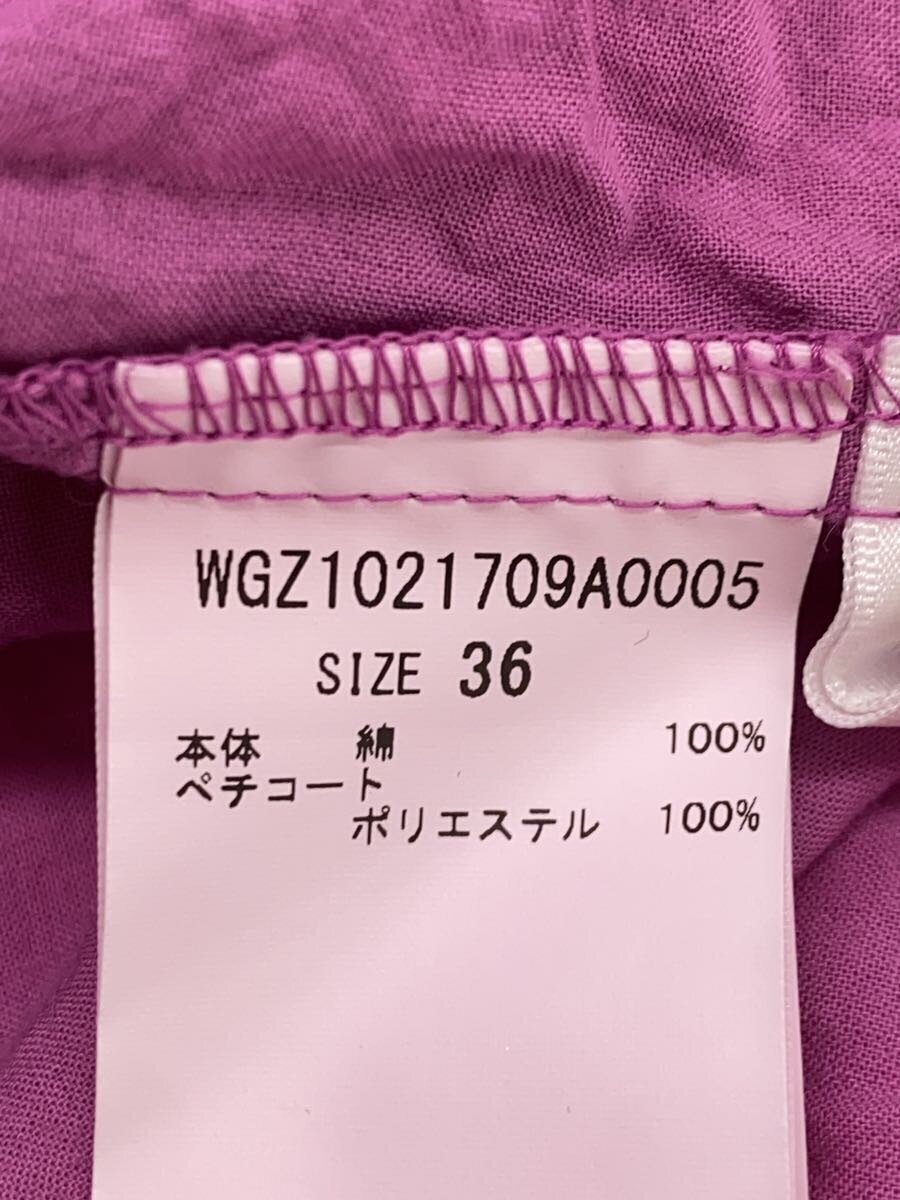 WGZ1021709A0005
SIZE 36
本体 綿 100%
ペチコート
ポリエステル 100%